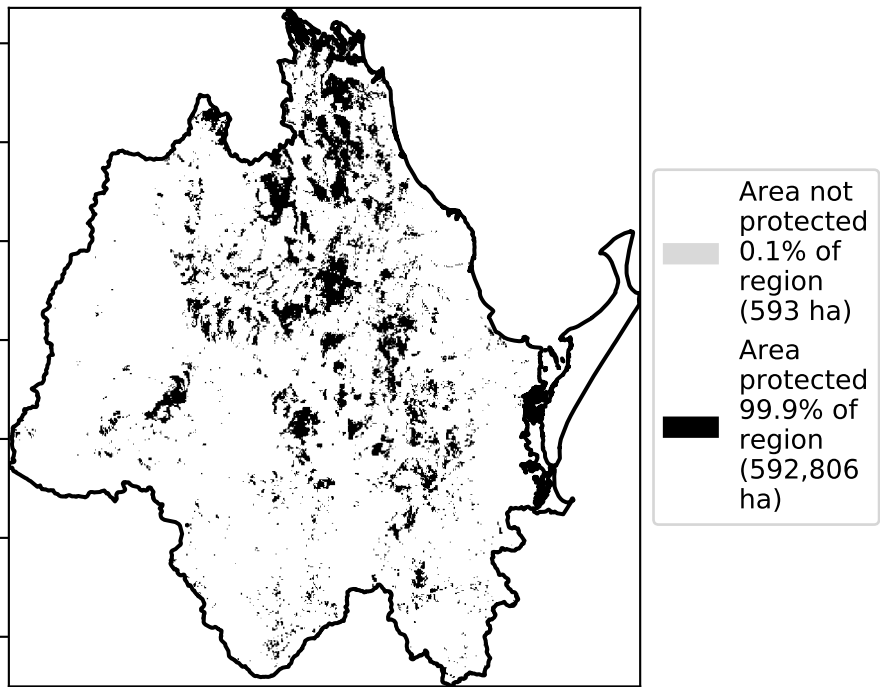 Area not
protected
0.1% of
region
(593 ha)
Area
protected
99.9% of
region
(592,806
ha)